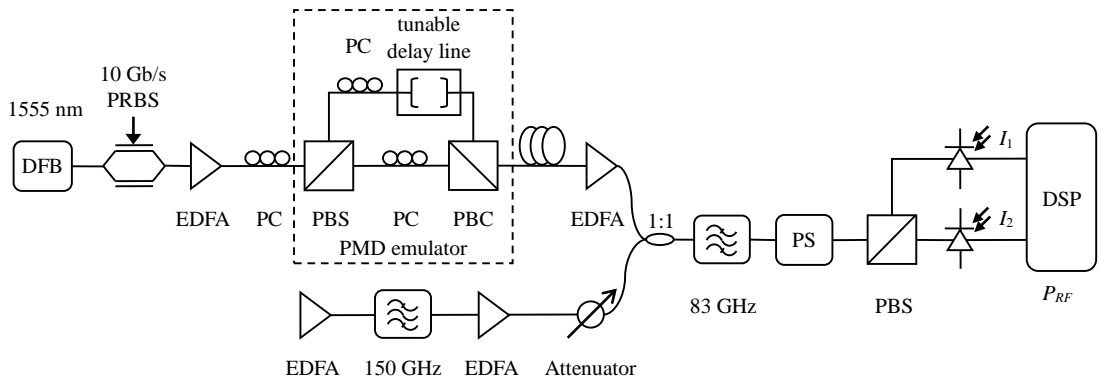 tunable
delay line
PC
10 Gb/s
PRBS
1555 nm
DFB
EDFA
PC
PBS
PC
PBC
PMD emulator
EDFA
1:1
PS
I1
I2
DSP
83 GHz
PBS
PRF
EDFA
150 GHz
EDFA
Attenuator